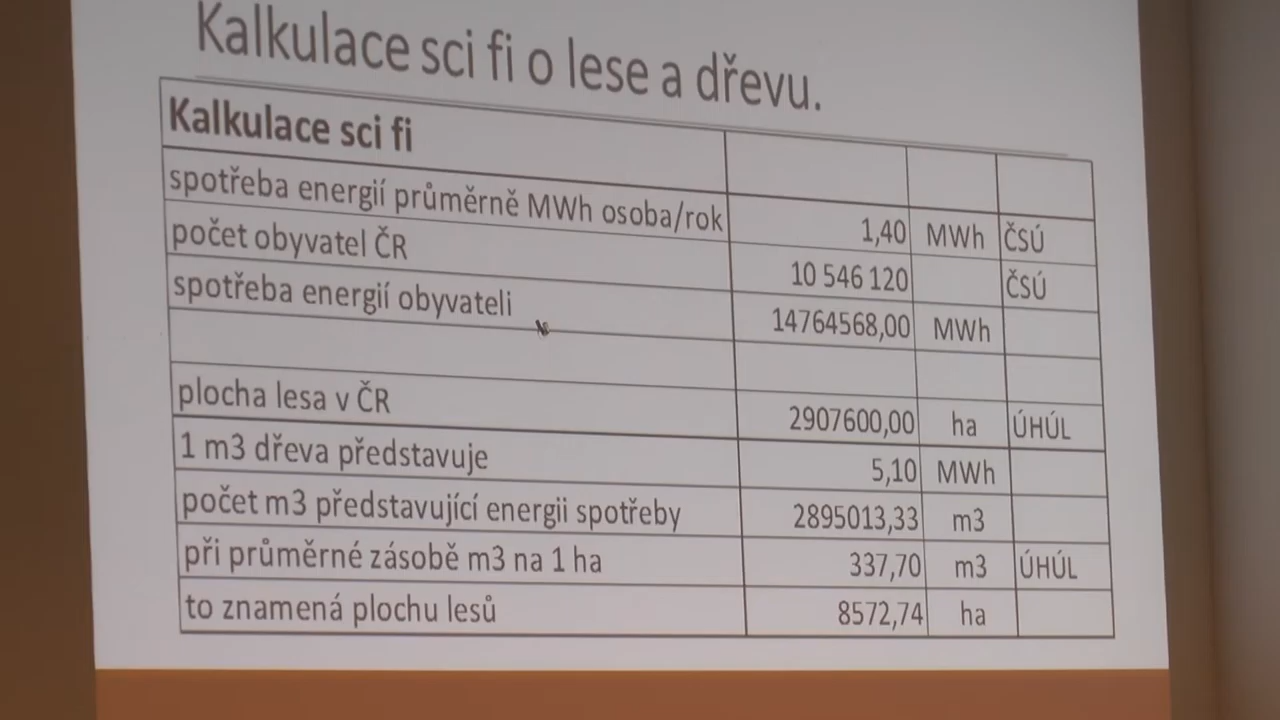 Kalkulace sci fi o lese a dřevu.
Kalkulace sci fi
spotřeba energií průměrně MWh osoba/rok 1,40 MWh ČSÚ
počet obyvatel ČR 10 546 120 ČSÚ
spotřeba energií obyvateli 14764568,00 MWh
plocha lesa v ČR 2907600,00 ha ÚHÚL
1 m3 dřeva představuje 5,10 MWh
počet m3 představující energii spotřeby 2895013,33 m3
při průměrné zásobě m3 na 1 ha 337,70 m3 ÚHÚL
to znamená plochu lesů 8572,74 ha